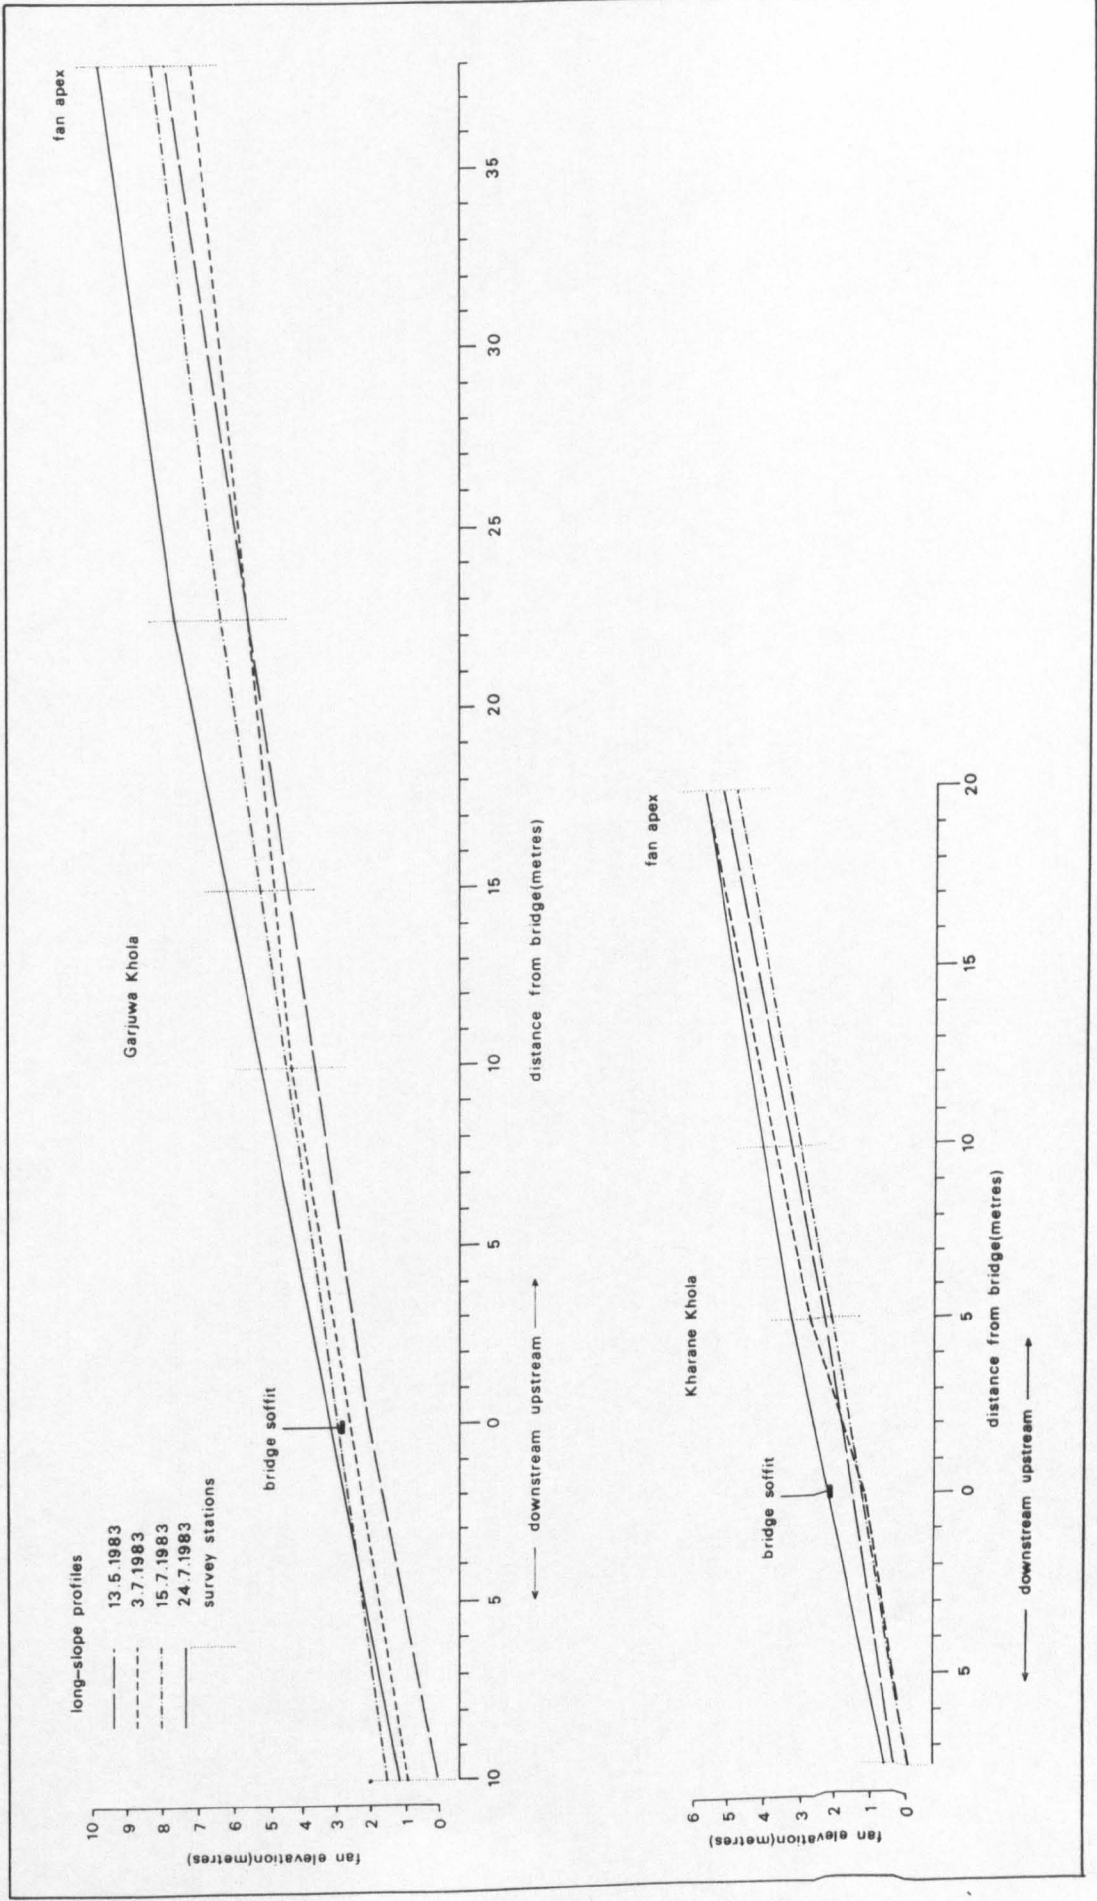 long-slope profiles
13.5.1983
3.7.1983
15.7.1983
24.7.1983
survey stations
Garjuwa Khola
fan apex
bridge soffit
fan elevation(metres)
10
9
8
7
6
5
4
3
2
1
0
10 5 0 5 10 15 20 25 30 35
downstream upstream
distance from bridge(metres)
Kharane Khola
fan apex
bridge soffit
fan elevation(metres)
6
5
4
3
2
1
0
5 0 5 10 15 20
distance from bridge(metres)
downstream upstream